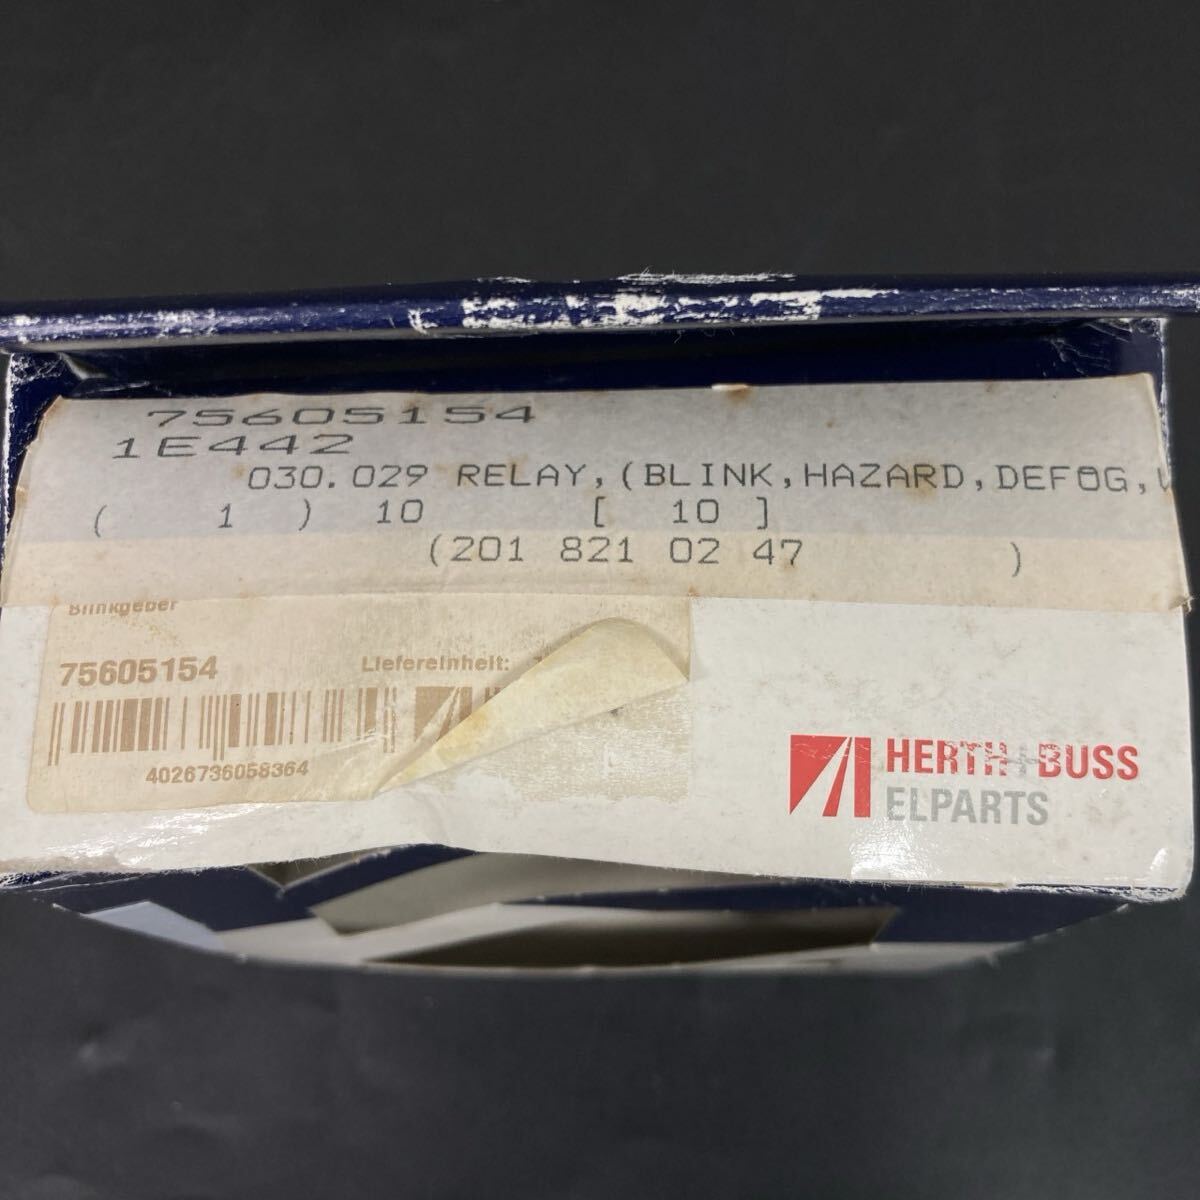 75605154
1E442
030.029 RELAY,(BLINK,HAZARD,DEFOG,
( 1 ) 10 [ 10 ]
(201 821 02 47 )
Blinkgeber
75605154 Liefereinheit:
4026736058364
HERTH+BUSS
ELPARTS